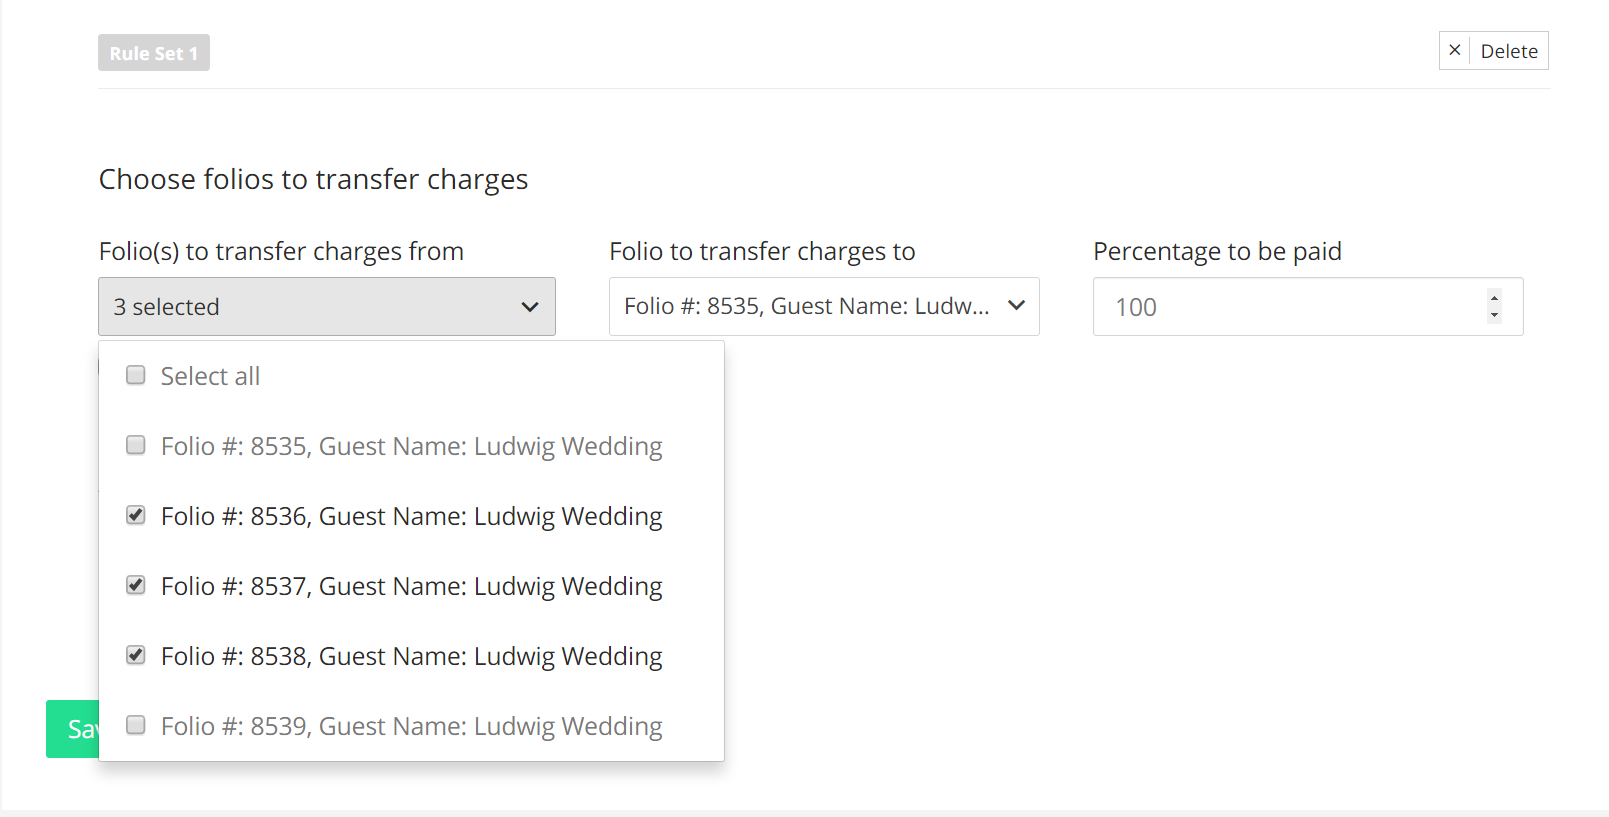 Rule Set 1
× Delete
Choose folios to transfer charges
Folio(s) to transfer charges from
Folio to transfer charges to
Percentage to be paid
3 selected
Folio #: 8535, Guest Name: Ludw...
100
Select all
Folio #: 8535, Guest Name: Ludwig Wedding
Folio #: 8536, Guest Name: Ludwig Wedding
Folio #: 8537, Guest Name: Ludwig Wedding
Folio #: 8538, Guest Name: Ludwig Wedding
Folio #: 8539, Guest Name: Ludwig Wedding